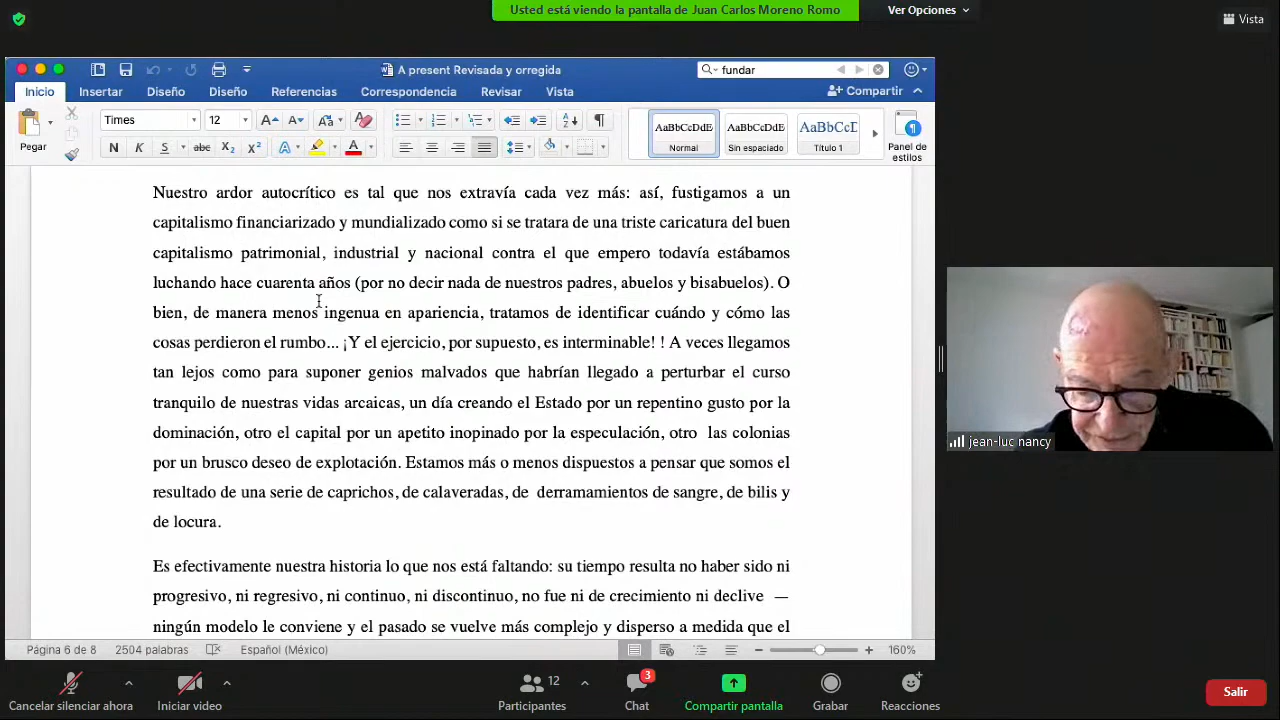 Usted está viendo la pantalla de Juan Carlos Moreno Romo
Ver Opciones
Vista
A present Revisada y orregida
fundar
Inicio Insertar Diseño Diseño Referencias Correspondencia Revisar Vista
Compartir
Pegar
Times
12
N K S abc X₂ X²
A A
AaBbCcDdE AaBbCcDdE AaBbCcD
Normal Sin espaciado Título 1
Panel de
estilos
Nuestro ardor autocrítico es tal que nos extravía cada vez más: así, fustigamos a un
capitalismo financiarizado y mundializado como si se tratara de una triste caricatura del buen
capitalismo patrimonial, industrial y nacional contra el que empero todavía estábamos
luchando hace cuarenta años (por no decir nada de nuestros padres, abuelos y bisabuelos). O
bien, de manera menos ingenua en apariencia, tratamos de identificar cuándo y cómo las
cosas perdieron el rumbo... ¡Y el ejercicio, por supuesto, es interminable! ! A veces llegamos
tan lejos como para suponer genios malvados que habrían llegado a perturbar el curso
tranquilo de nuestras vidas arcaicas, un día creando el Estado por un repentino gusto por la
dominación, otro el capital por un apetito inopinado por la especulación, otro las colonias
por un brusco deseo de explotación. Estamos más o menos dispuestos a pensar que somos el
resultado de una serie de caprichos, de calaveradas, de derramamientos de sangre, de bilis y
de locura.
Es efectivamente nuestra historia lo que nos está faltando: su tiempo resulta no haber sido ni
progresivo, ni regresivo, ni continuo, ni discontinuo, no fue ni de crecimiento ni declive —
ningún modelo le conviene y el pasado se vuelve más complejo y disperso a medida que el
Página 6 de 8 2504 palabras Español (México) 160%
jean-luc nancy
12
3
Cancelar silenciar ahora Iniciar video Participantes Chat Compartir pantalla Grabar Reacciones
Salir